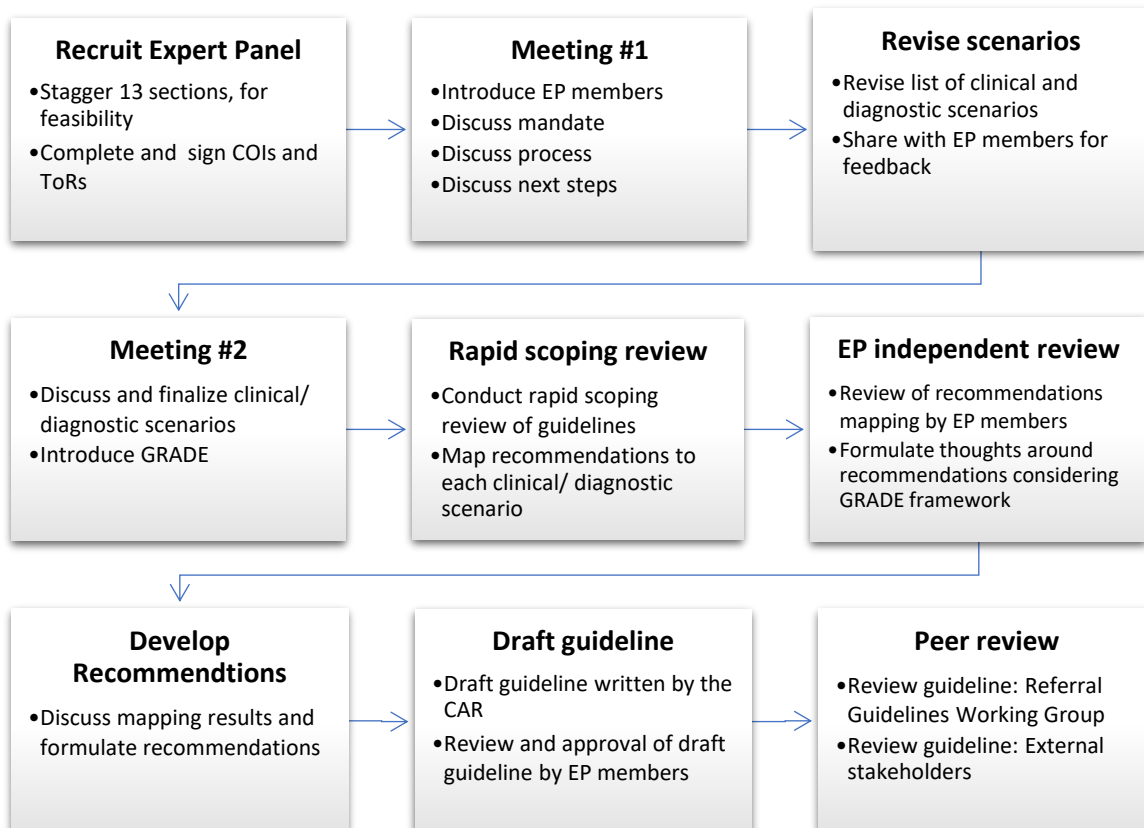 Recruit Expert Panel
•Stagger 13 sections, for
feasibility
•Complete and sign COIs and
ToRs
Meeting #1
•Introduce EP members
•Discuss mandate
•Discuss process
•Discuss next steps
Revise scenarios
•Revise list of clinical and
diagnostic scenarios
•Share with EP members for
feedback
Meeting #2
•Discuss and finalize clinical/
diagnostic scenarios
•Introduce GRADE
Rapid scoping review
•Conduct rapid scoping
review of guidelines
•Map recommendations to
each clinical/ diagnostic
scenario
EP independent review
•Review of recommendations
mapping by EP members
•Formulate thoughts around
recommendations considering
GRADE framework
Develop
Recommendtions
•Discuss mapping results and
formulate recommendations
Draft guideline
•Draft guideline written by the
CAR
•Review and approval of draft
guideline by EP members
Peer review
•Review guideline: Referral
Guidelines Working Group
•Review guideline: External
stakeholders